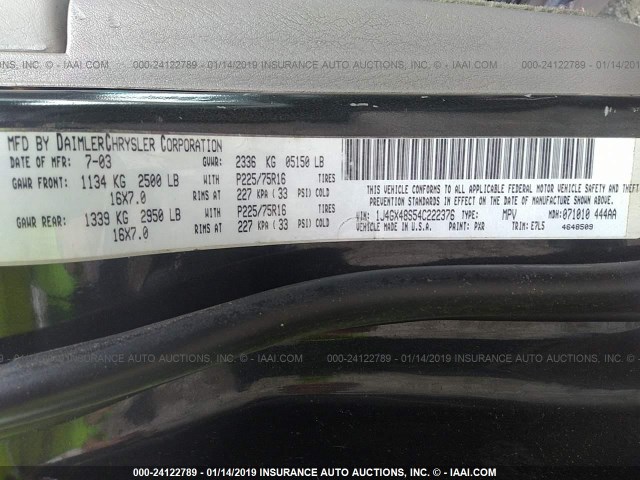 000-24122789 - 01/14/2019 INSURANCE AUTO AUCTIONS, INC. - © - IAAI.COM
MFD BY DAIMLERCHRYSLER CORPORATION
DATE OF MFR: 7-03 GVWR: 2336 KG 05150 LB
GAWR FRONT: 1134 KG 2500 LB WITH P225/75R16
16X7.0 RIMS AT 227 KPA ( 33 PSI) COLD
GAWR REAR: 1339 KG 2950 LB WITH P225/75R16
16X7.0 RIMS AT 227 KPA ( 33 PSI) COLD
THIS VEHICLE CONFORMS TO ALL APPLICABLE FEDERAL MOTOR VEHICLE SAFETY, BUMPER, AND THEFT PREVENTION STANDARDS IN EFFECT ON THE DATE OF MANUFACTURE SHOWN ABOVE.
VIN: 1J4GX48S54C222376 TYPE: MPV MDH: 071010 444AA
VEHICLE MADE IN U.S.A. PAINT: PXR TRIM: E7L5 4648509
000-24122789 - 01/14/2019 INSURANCE AUTO AUCTIONS, INC. - © - IAAI.COM
000-24122789 - 01/14/2019 INSURANCE AUTO AUCTIONS, INC. - © - IAAI.COM